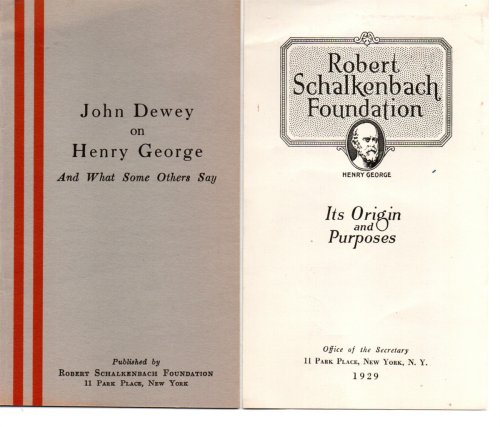 John Dewey
on
Henry George
And What Some Others Say
Published by
ROBERT SCHALKENBACH FOUNDATION
11 PARK PLACE, NEW YORK
Robert
Schalkenbach
Foundation
HENRY GEORGE
Its Origin
and
Purposes
Office of the Secretary
11 PARK PLACE, NEW YORK, N. Y.
1929